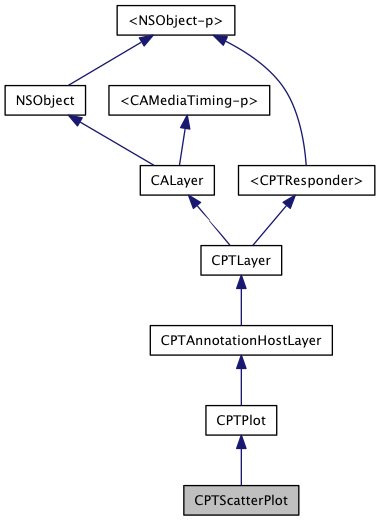 <NSObject-p>
NSObject
<CAMediaTiming-p>
CALayer
<CPTResponder>
CPTLayer
CPTAnnotationHostLayer
CPTPlot
CPTScatterPlot